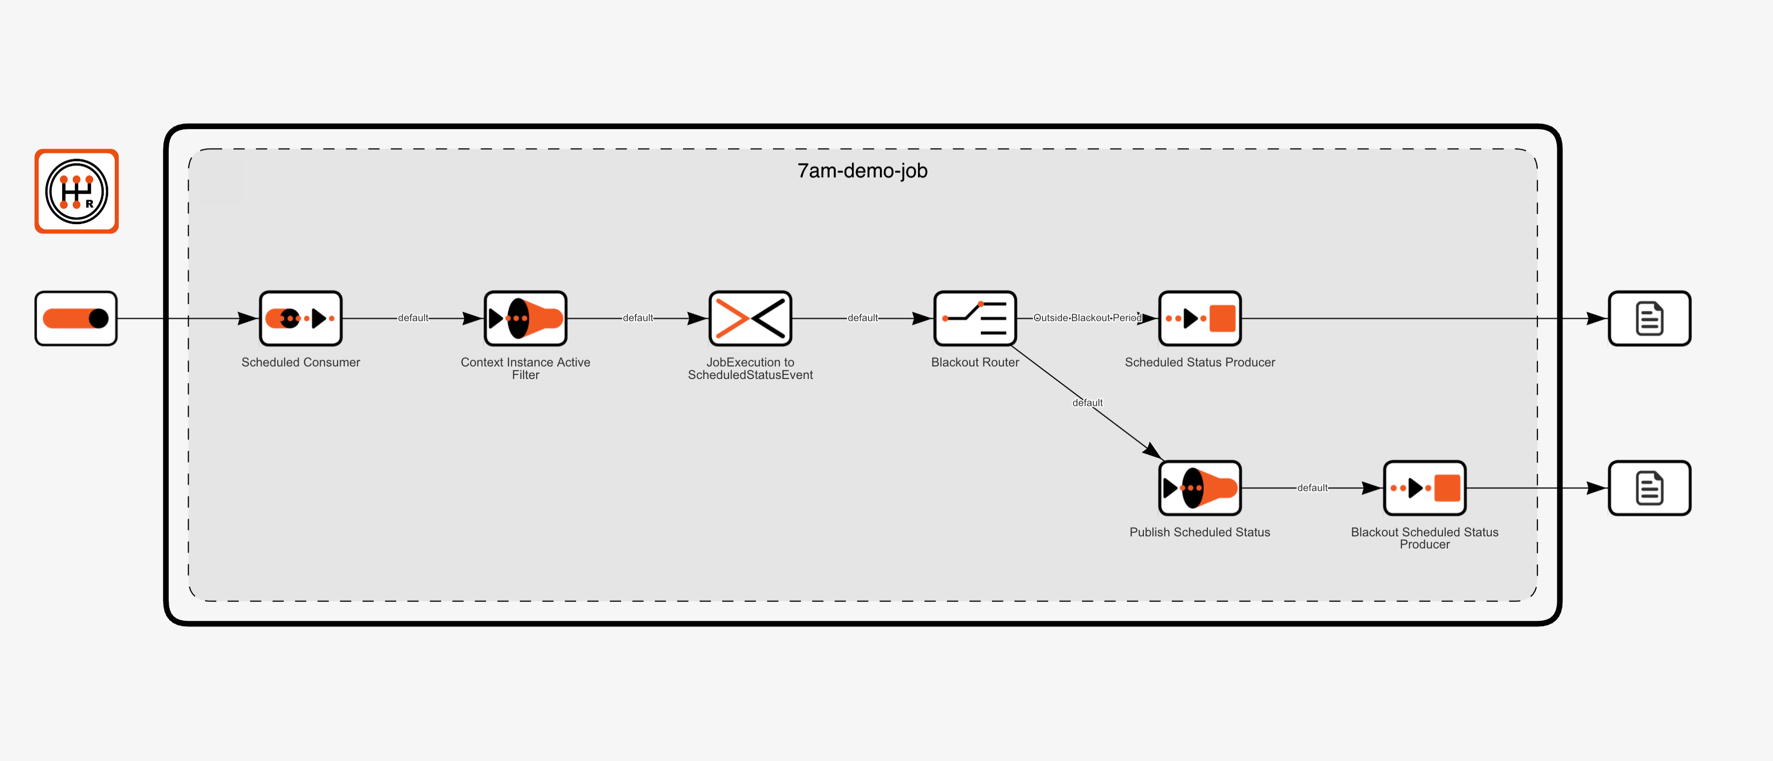 7am-demo-job
R
default
default
default
Outside-Blackout-Period
Scheduled Consumer
Context Instance Active
Filter
JobExecution to
ScheduledStatusEvent
Blackout Router
Scheduled Status Producer
default
default
Publish Scheduled Status
Blackout Scheduled Status
Producer